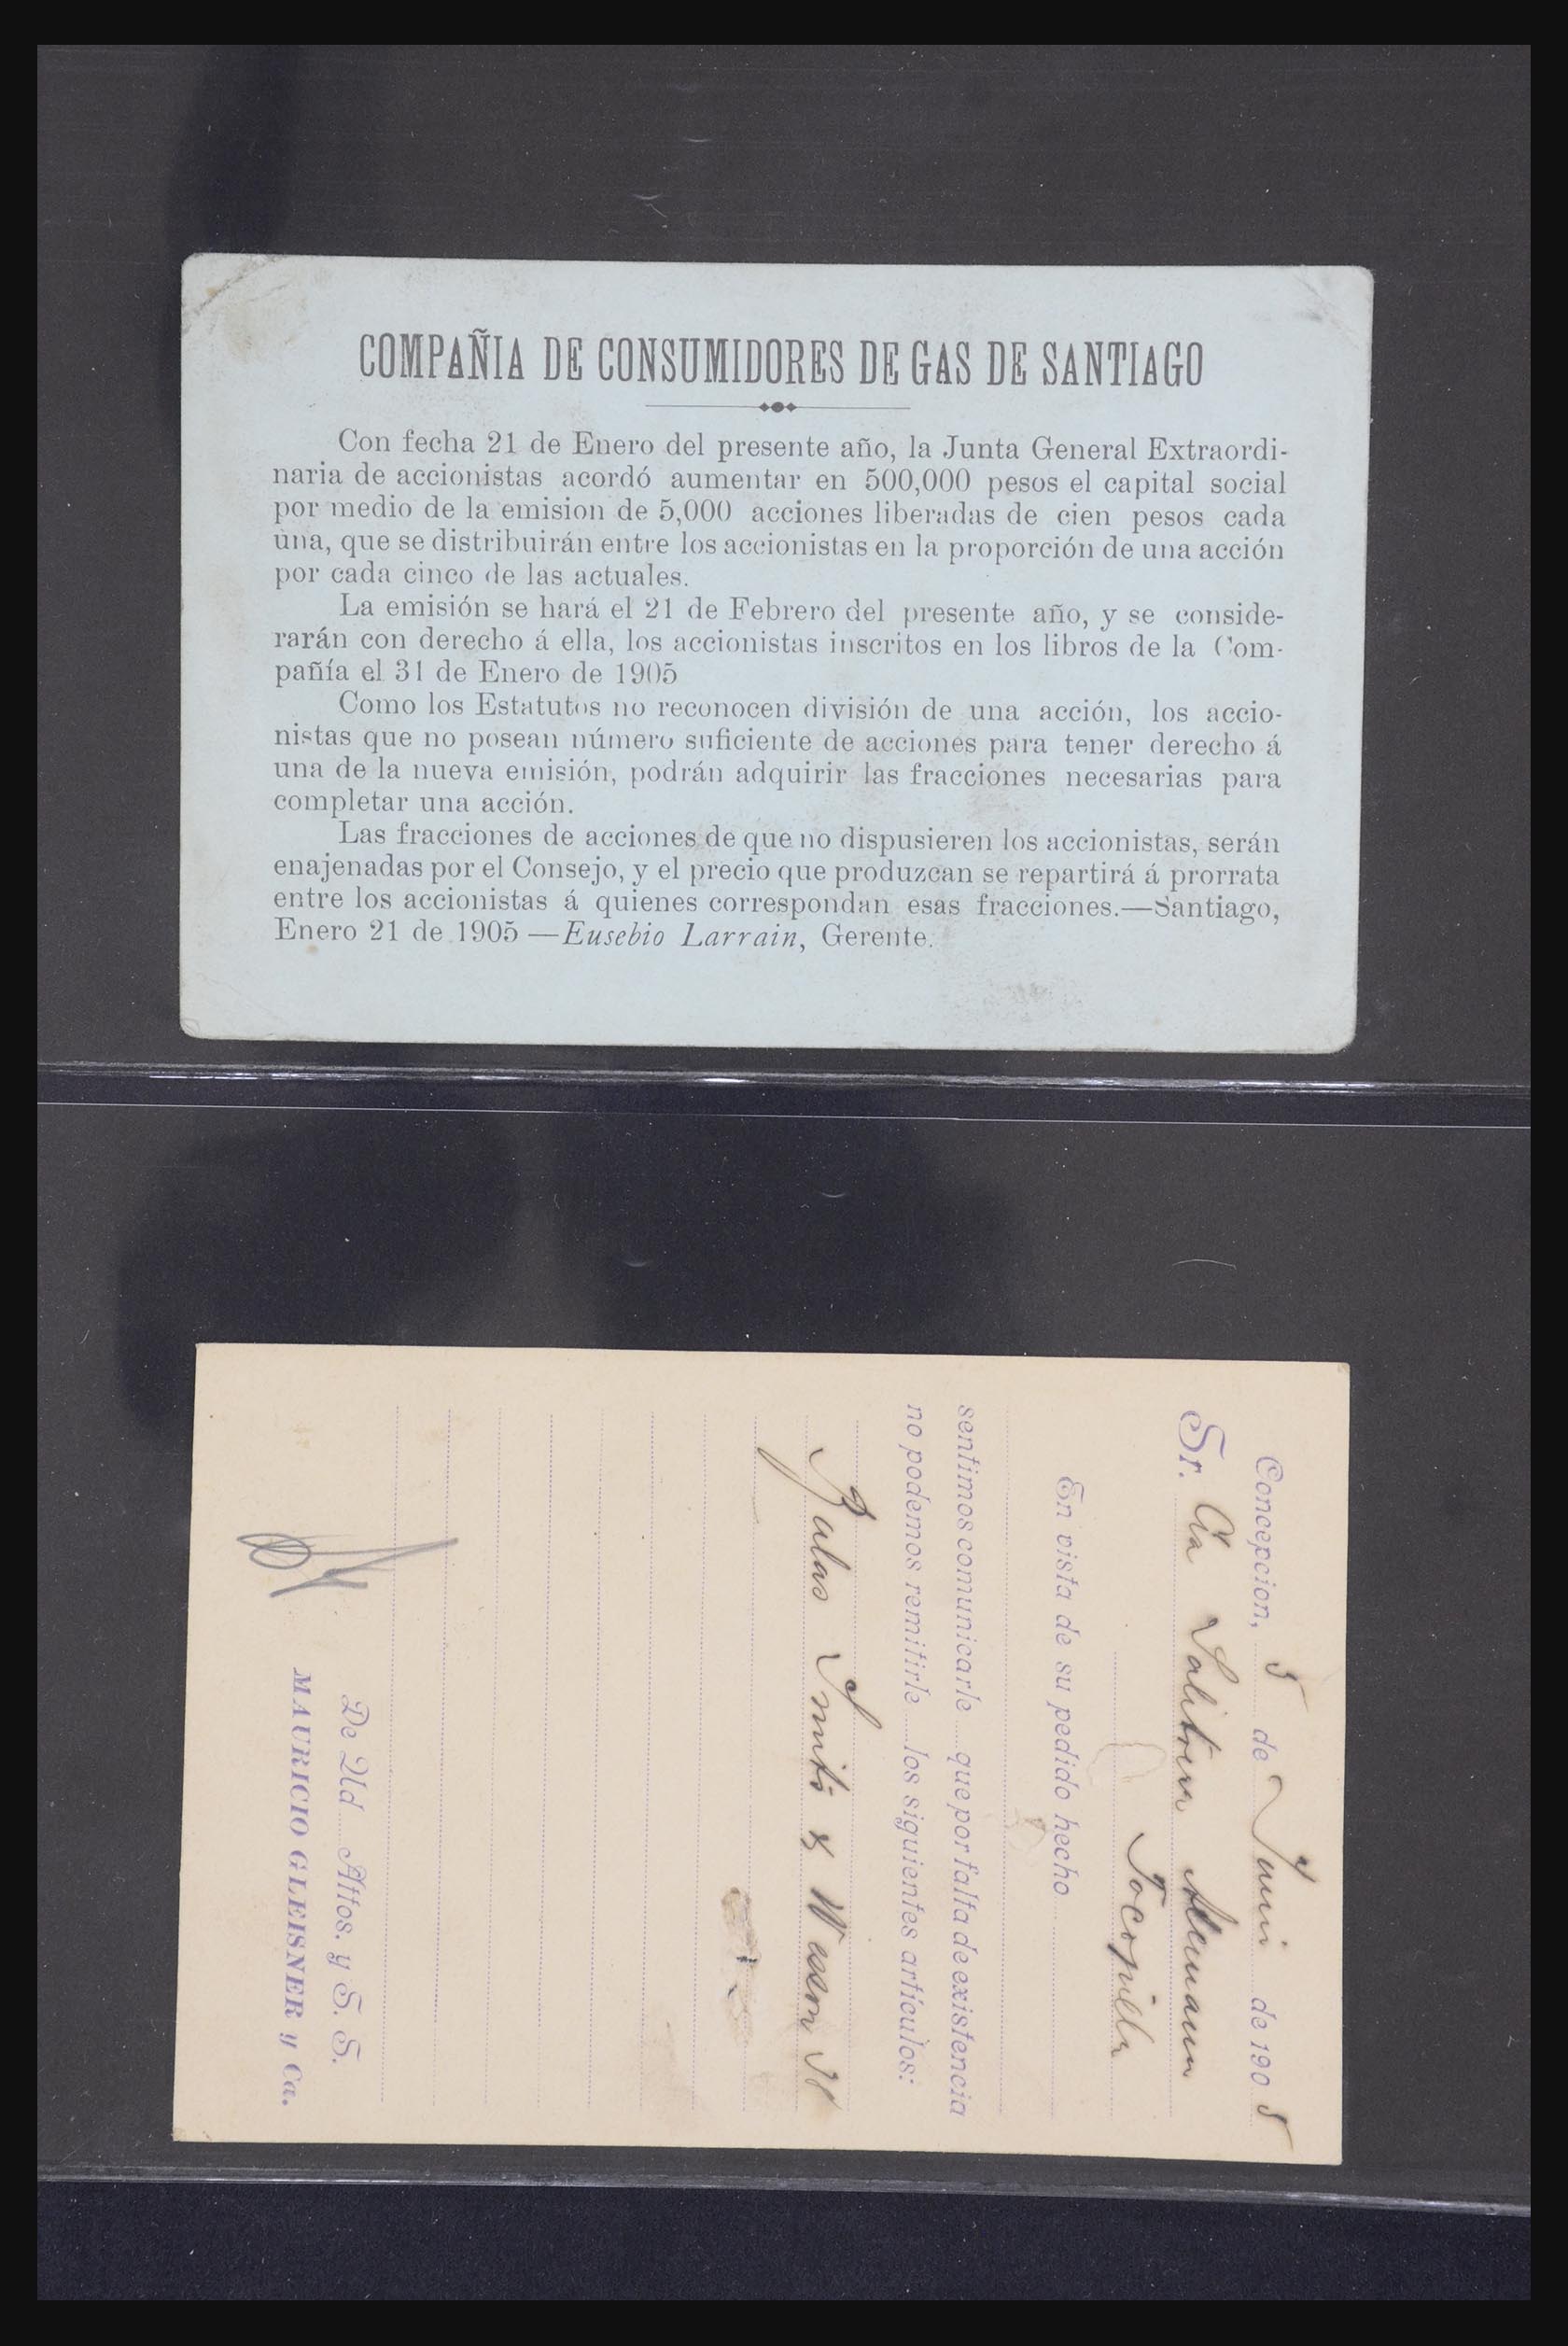 COMPAÑIA DE CONSUMIDORES DE GAS DE SANTIAGO
Con fecha 21 de Enero del presente año, la Junta General Extraordi-
naria de accionistas acordó aumentar en 500,000 pesos el capital social
por medio de la emision de 5,000 acciones liberadas de cien pesos cada
una, que se distribuirán entre los accionistas en la proporción de una acción
por cada cinco de las actuales.
La emisión se hará el 21 de Febrero del presente año, y se conside-
rarán con derecho á ella, los accionistas inscritos en los libros de la Com-
pañía el 31 de Enero de 1905
Como los Estatutos no reconocen división de una acción, los accio-
nistas que no posean número suficiente de acciones para tener derecho á
una de la nueva emisión, podrán adquirir las fracciones necesarias para
completar una acción.
Las fracciones de acciones de que no dispusieren los accionistas, serán
enajenadas por el Consejo, y el precio que produzcan se repartirá á prorrata
entre los accionistas á quienes correspondan esas fracciones.—Santiago,
Enero 21 de 1905 —Eusebio Larrain, Gerente.
Concepcion, 5 de Juni de 1905
Sr. Cia Salitrera Alemana
Tocopilla
En vista de su pedido hecho
sentimos comunicarle que por falta de existencia
no podemos remitirle los siguientes artículos:
Balas Smith & Wesson 38
De Ud Attos. y S. S.
MAURICIO GLEISNER y Ca.